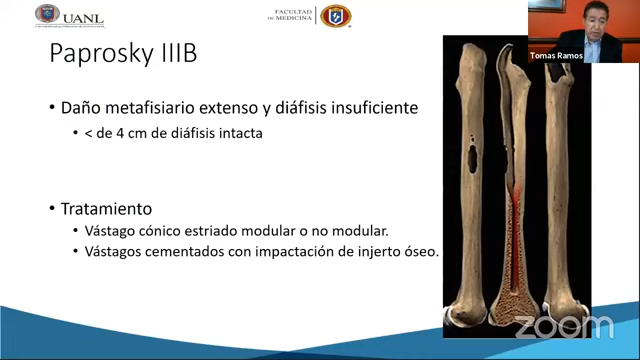 UANL
FACULTAD
DE MEDICINA
UANL
Tomas Ramos
Paprosky IIIB
• Daño metafisiario extenso y diáfisis insuficiente
• < de 4 cm de diáfisis intacta
• Tratamiento
• Vástago cónico estriado modular o no modular.
• Vástagos cementados con impactación de injerto óseo.
zoom